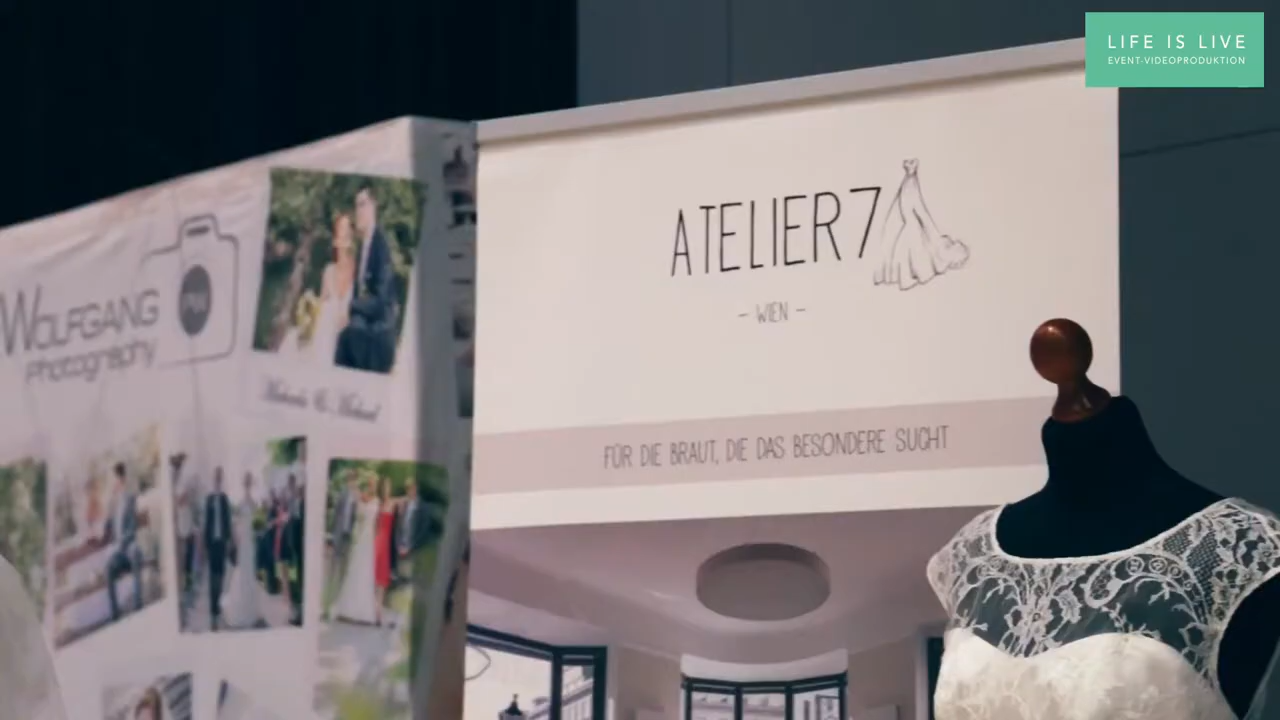 LIFE IS LIVE
EVENT-VIDEOPRODUKTION
ATELIER 7
– WIEN –
FÜR DIE BRAUT, DIE DAS BESONDERE SUCHT
WOLFGANG
Photography